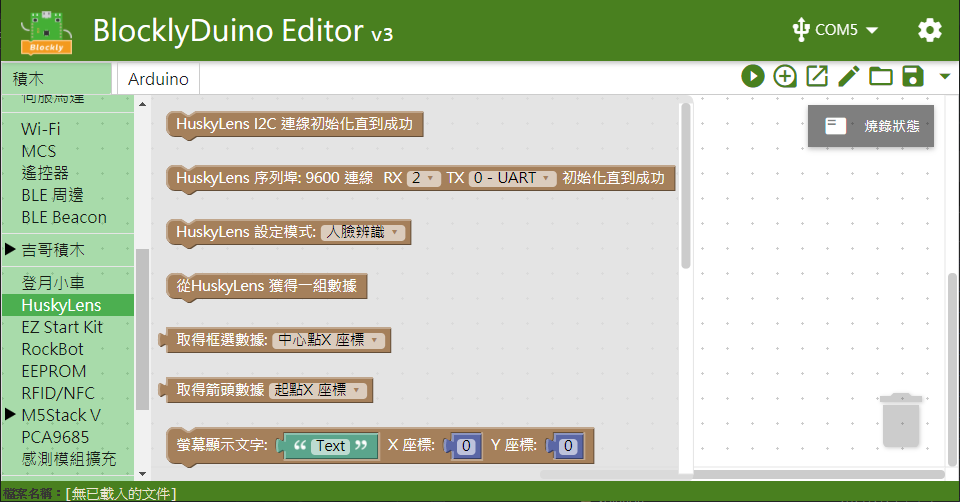 BlocklyDuino Editor v3
COM5
Blockly
積木
Arduino
伺服馬達
Wi-Fi
MCS
遙控器
BLE 周邊
BLE Beacon
吉哥積木
登月小車
HuskyLens
EZ Start Kit
RockBot
EEPROM
RFID/NFC
M5Stack V
PCA9685
感測模組擴充
HuskyLens I2C 連線初始化直到成功
HuskyLens 序列埠: 9600 連線 RX 2 TX 0 - UART 初始化直到成功
HuskyLens 設定模式: 人臉辨識
從HuskyLens 獲得一組數據
取得框選數據: 中心點X 座標
取得箭頭數據 起點X 座標
螢幕顯示文字: “ Text ” X 座標: 0 Y 座標: 0
燒錄狀態
檔案名稱：[無已載入的文件]